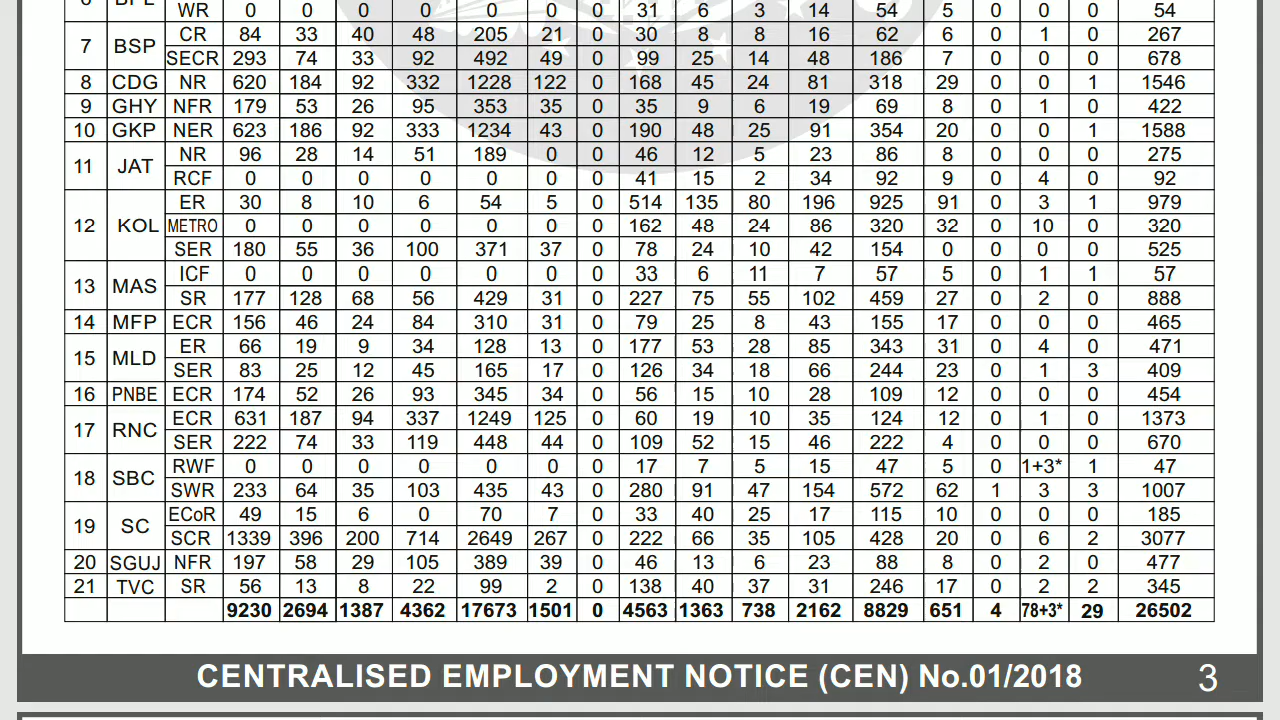 6 BPL
WR 0 0 0 0 0 0 0 31 6 3 14 54 5 0 0 0 54
7 BSP CR 84 33 40 48 205 21 0 30 8 8 16 62 6 0 1 0 267
SECR 293 74 33 92 492 49 0 99 25 14 48 186 7 0 0 0 678
8 CDG NR 620 184 92 332 1228 122 0 168 45 24 81 318 29 0 0 1 1546
9 GHY NFR 179 53 26 95 353 35 0 35 9 6 19 69 8 0 1 0 422
10 GKP NER 623 186 92 333 1234 43 0 190 48 25 91 354 20 0 0 1 1588
11 JAT NR 96 28 14 51 189 0 0 46 12 5 23 86 8 0 0 0 275
RCF 0 0 0 0 0 0 0 41 15 2 34 92 9 0 4 0 92
12 KOL ER 30 8 10 6 54 5 0 514 135 80 196 925 91 0 3 1 979
METRO 0 0 0 0 0 0 0 162 48 24 86 320 32 0 10 0 320
SER 180 55 36 100 371 37 0 78 24 10 42 154 0 0 0 0 525
13 MAS ICF 0 0 0 0 0 0 0 33 6 11 7 57 5 0 1 1 57
SR 177 128 68 56 429 31 0 227 75 55 102 459 27 0 2 0 888
14 MFP ECR 156 46 24 84 310 31 0 79 25 8 43 155 17 0 0 0 465
15 MLD ER 66 19 9 34 128 13 0 177 53 28 85 343 31 0 4 0 471
SER 83 25 12 45 165 17 0 126 34 18 66 244 23 0 1 3 409
16 PNBE ECR 174 52 26 93 345 34 0 56 15 10 28 109 12 0 0 0 454
17 RNC ECR 631 187 94 337 1249 125 0 60 19 10 35 124 12 0 1 0 1373
SER 222 74 33 119 448 44 0 109 52 15 46 222 4 0 0 0 670
18 SBC RWF 0 0 0 0 0 0 0 17 7 5 15 47 5 0 1+3* 1 47
SWR 233 64 35 103 435 43 0 280 91 47 154 572 62 1 3 3 1007
19 SC ECoR 49 15 6 0 70 7 0 33 40 25 17 115 10 0 0 0 185
SCR 1339 396 200 714 2649 267 0 222 66 35 105 428 20 0 6 2 3077
20 SGUJ NFR 197 58 29 105 389 39 0 46 13 6 23 88 8 0 2 0 477
21 TVC SR 56 13 8 22 99 2 0 138 40 37 31 246 17 0 2 2 345
9230 2694 1387 4362 17673 1501 0 4563 1363 738 2162 8829 651 4 78+3* 29 26502
CENTRALISED EMPLOYMENT NOTICE (CEN) No.01/2018 3